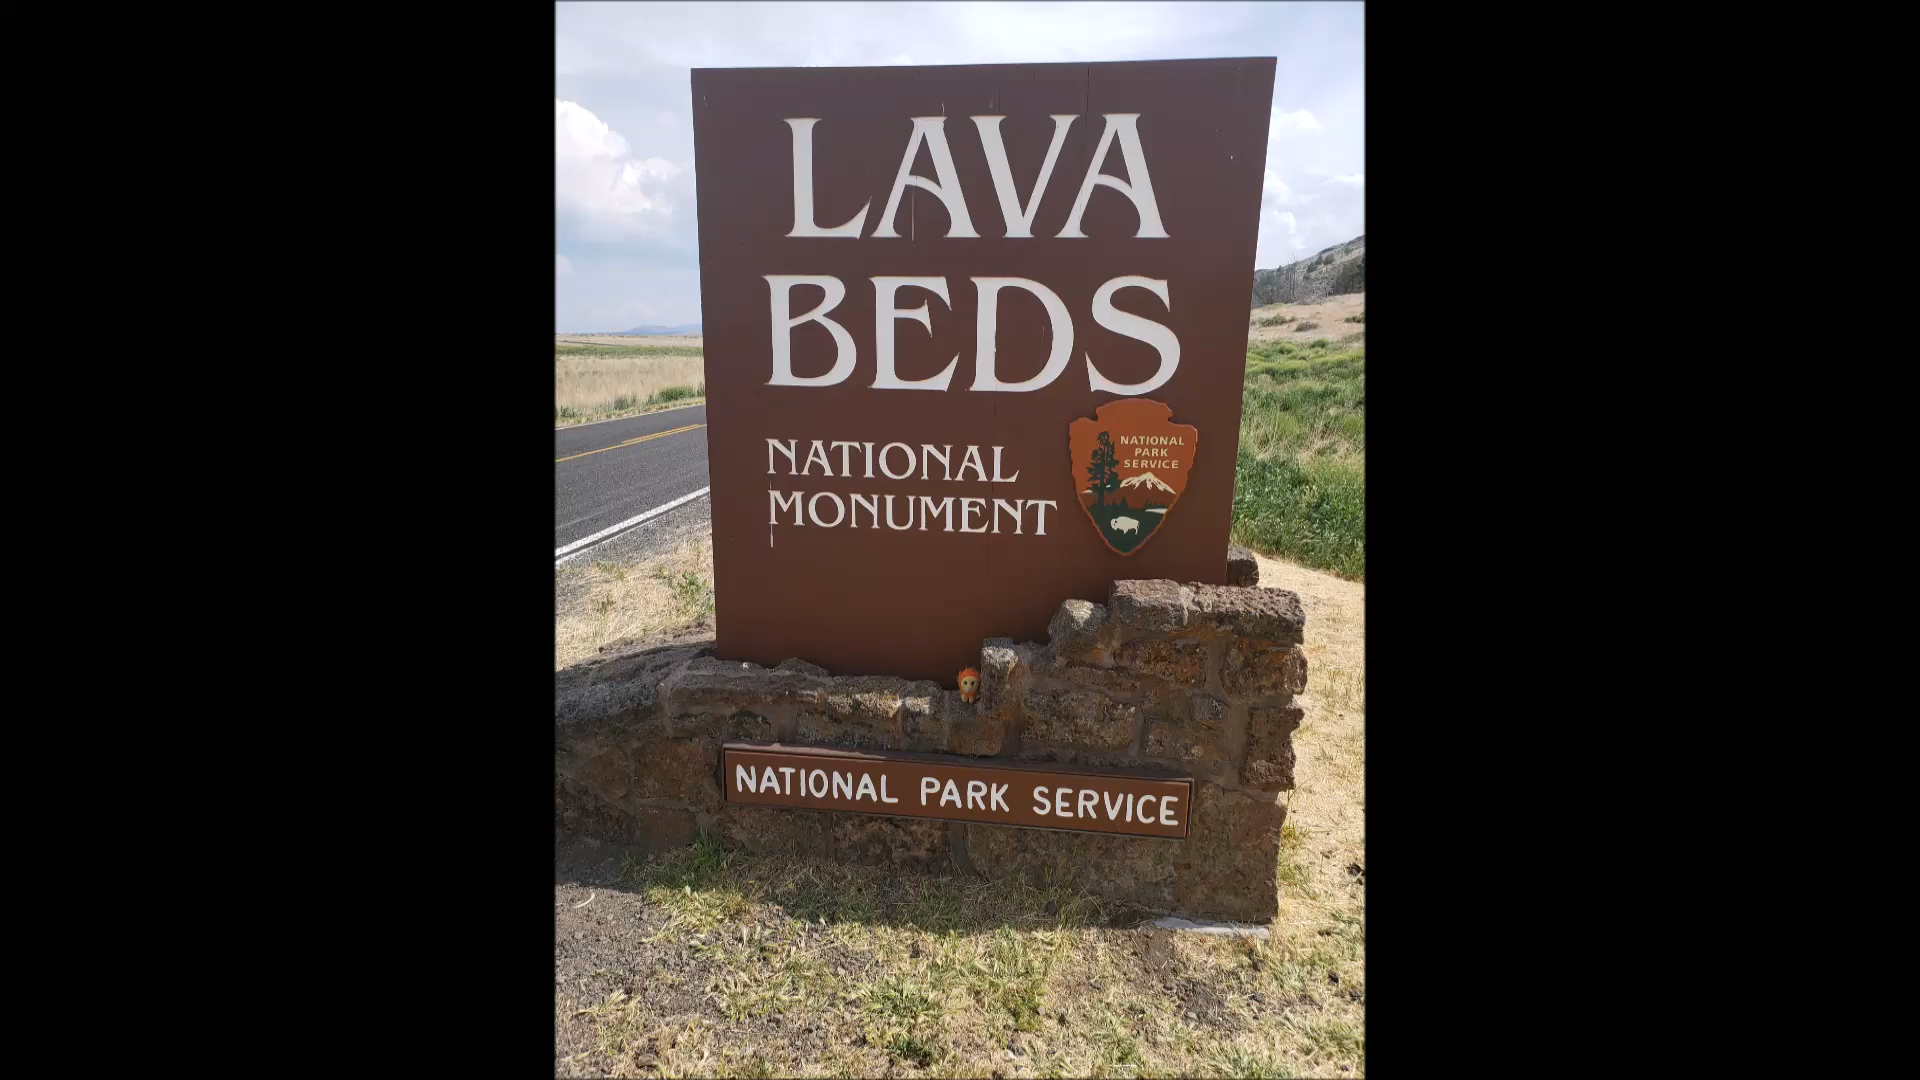 LAVA
BEDS
NATIONAL
MONUMENT
NATIONAL
PARK
SERVICE
NATIONAL PARK SERVICE